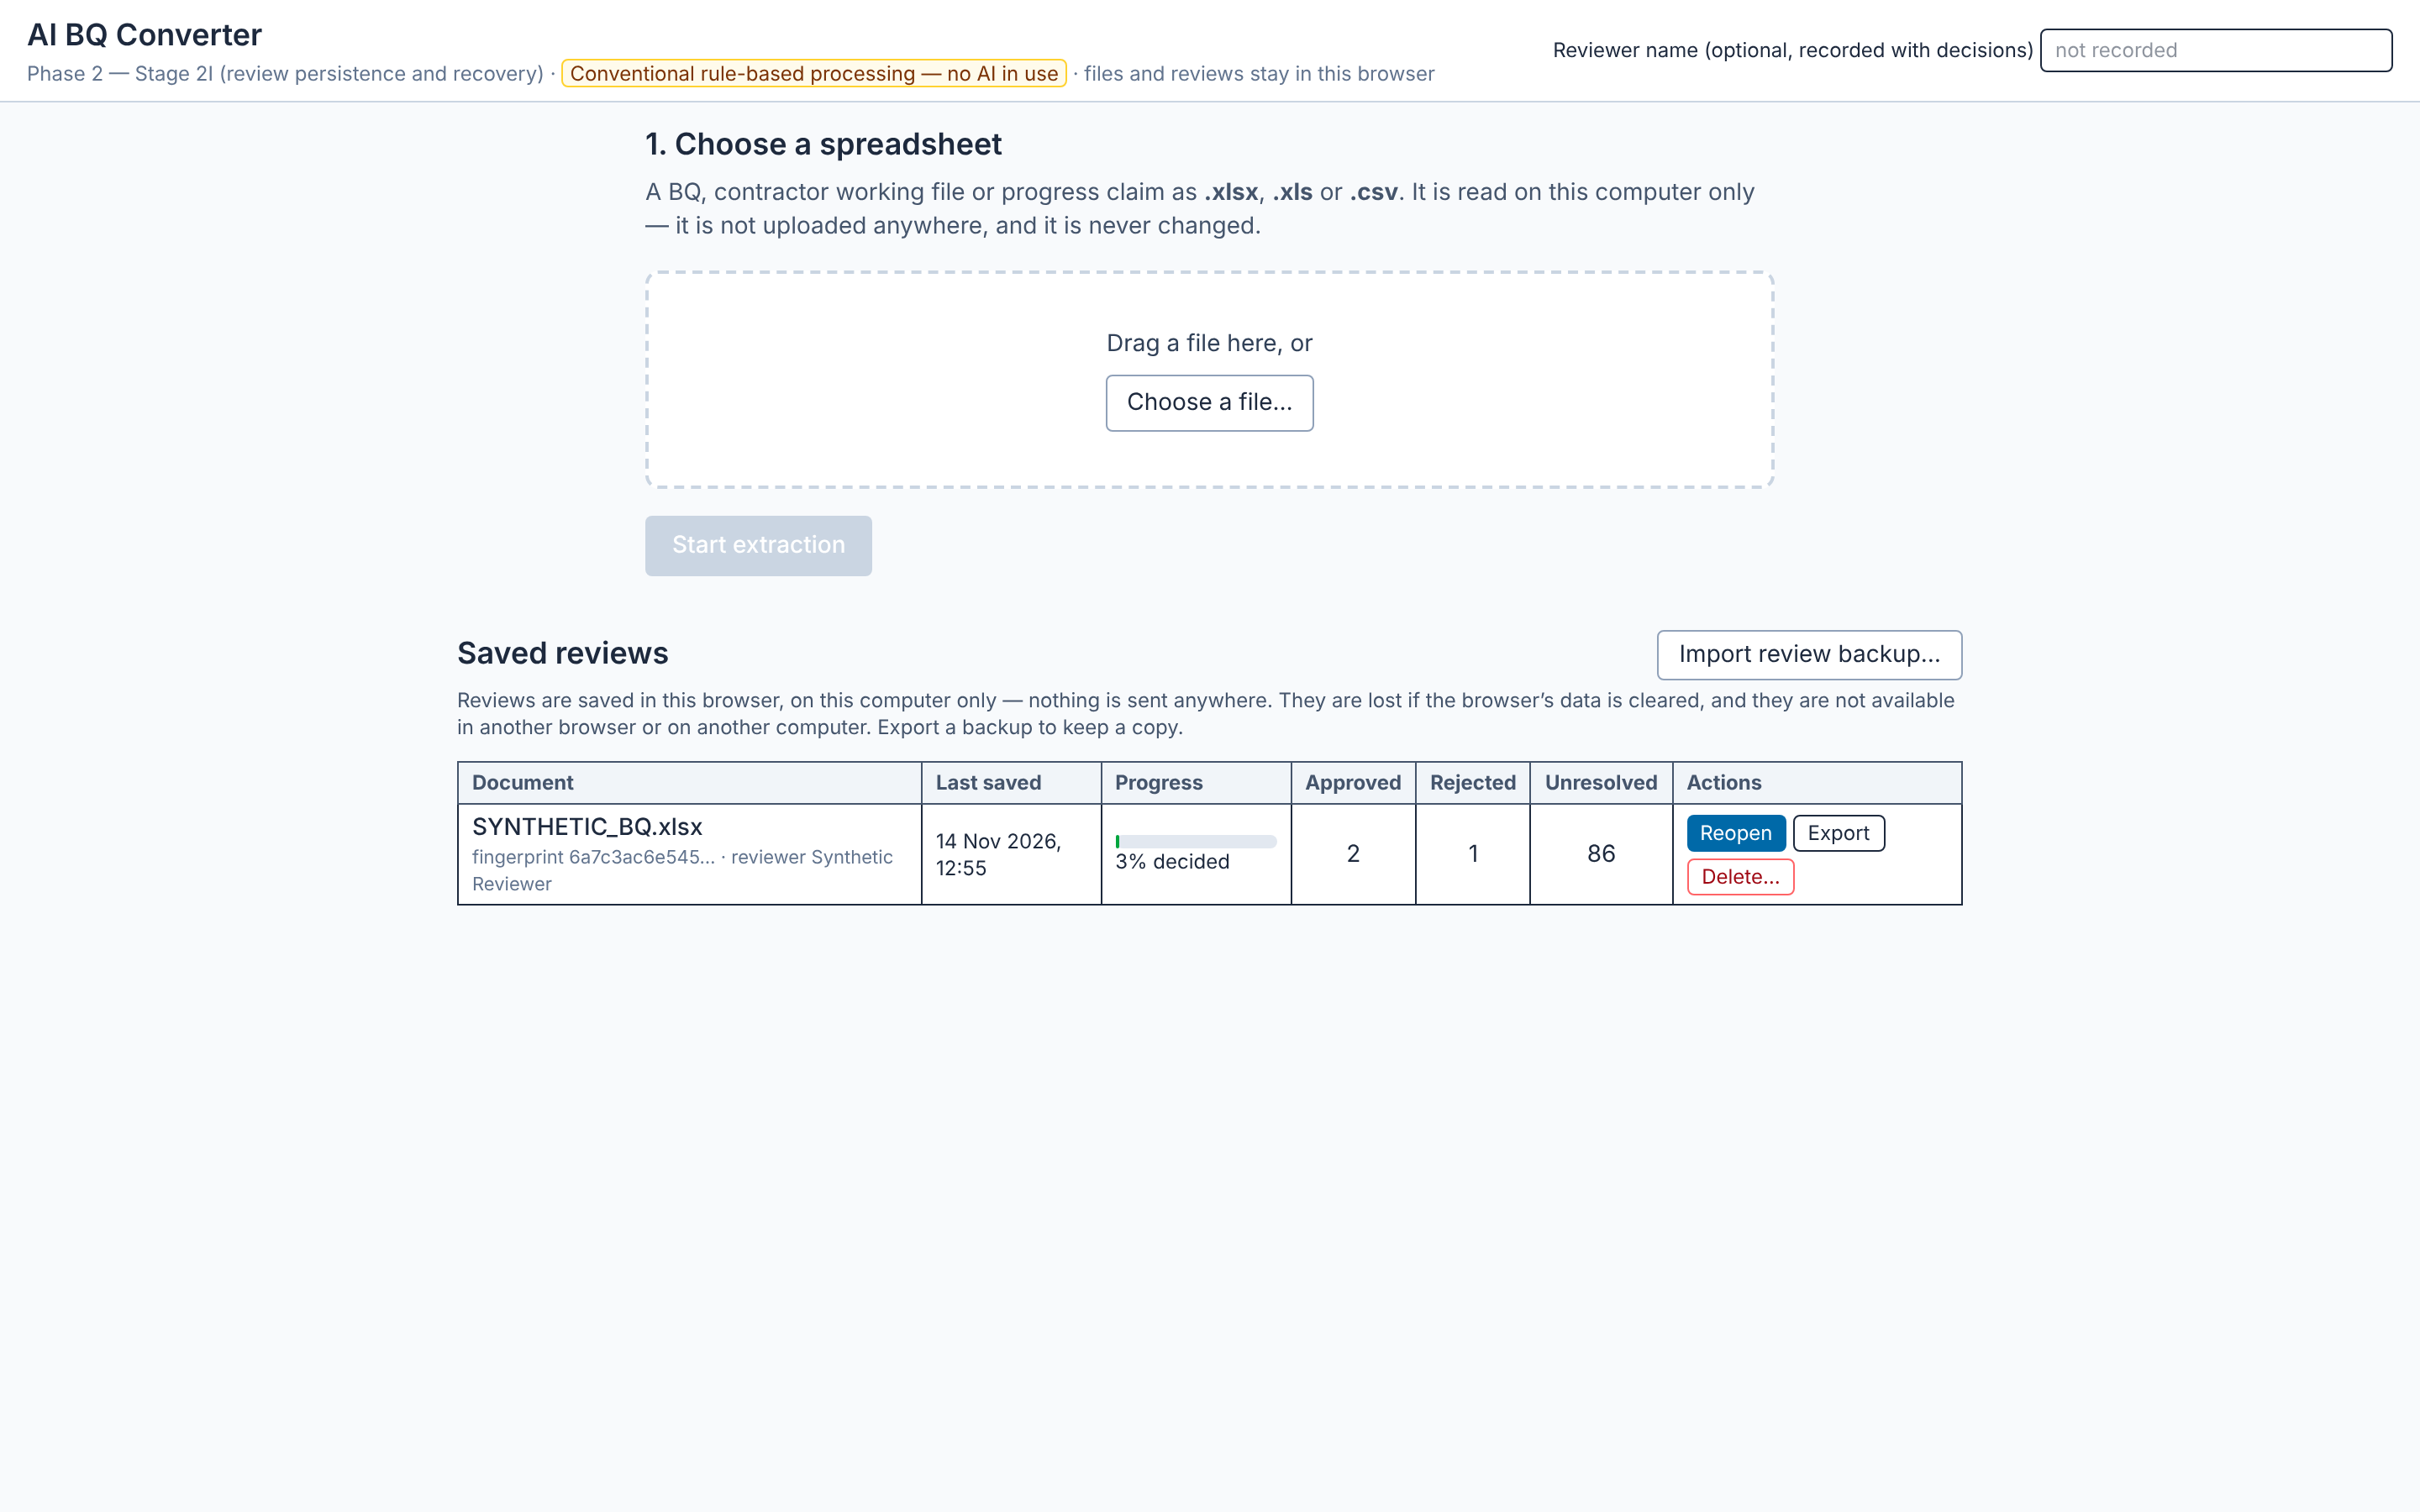 AI BQ Converter
Phase 2 — Stage 2I (review persistence and recovery) · Conventional rule-based processing — no AI in use · files and reviews stay in this browser
Reviewer name (optional, recorded with decisions) not recorded
1. Choose a spreadsheet
A BQ, contractor working file or progress claim as .xlsx, .xls or .csv. It is read on this computer only
— it is not uploaded anywhere, and it is never changed.
Drag a file here, or
Choose a file...
Start extraction
Saved reviews
Import review backup...
Reviews are saved in this browser, on this computer only — nothing is sent anywhere. They are lost if the browser’s data is cleared, and they are not available
in another browser or on another computer. Export a backup to keep a copy.
Document Last saved Progress Approved Rejected Unresolved Actions
SYNTHETIC_BQ.xlsx
fingerprint 6a7c3ac6e545... · reviewer Synthetic
Reviewer
14 Nov 2026,
12:55
3% decided
2
1
86
Reopen Export
Delete...